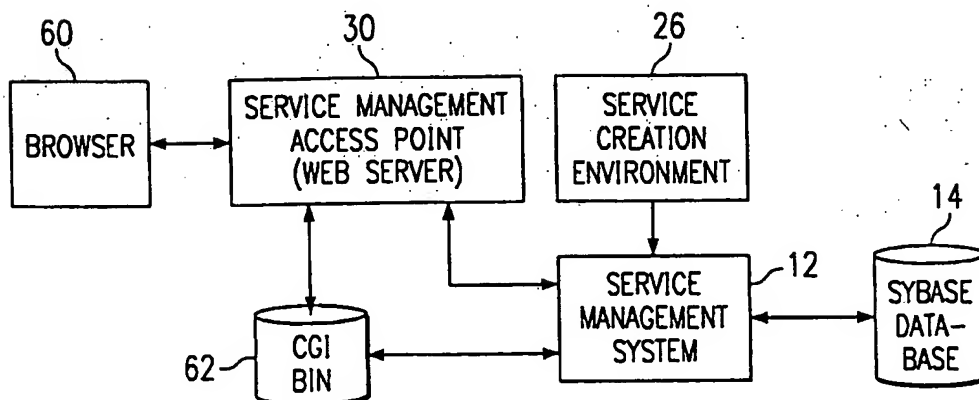 60
BROWSER
30
SERVICE MANAGEMENT
ACCESS POINT
(WEB SERVER)
26
SERVICE
CREATION
ENVIRONMENT
62
CGI
BIN
12
SERVICE
MANAGEMENT
SYSTEM
14
SYBASE
DATA-
BASE